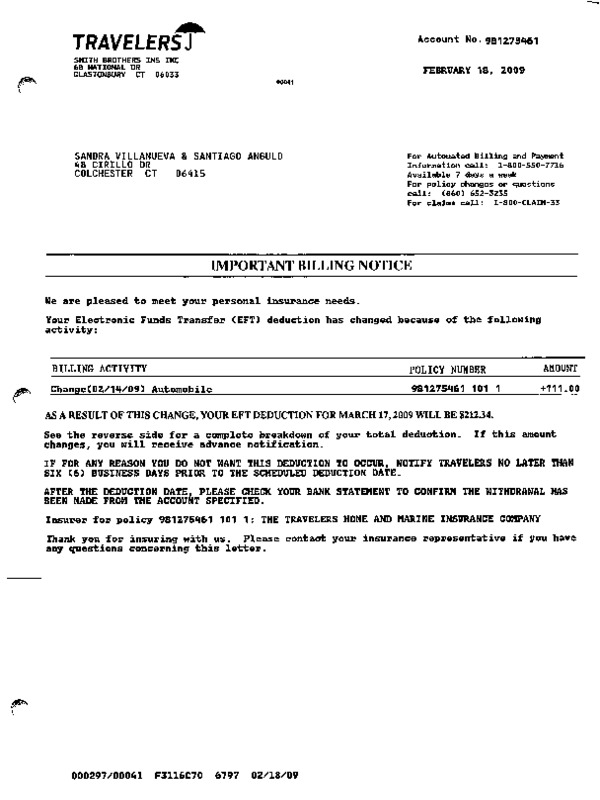 TRAVELERS
Account No. 981275461
SMITH BROTHERS INS INC
68 NATIONAL DR
GLASTONBURY CT 06033
FEBRUARY 18, 2009
00041
SANDRA VILLANUEVA & SANTIAGO ANGULO
48 CIRILLO DR
COLCHESTER CT 06415
For Automated Billing and Payment
Information call: 1-800-550-7716
Available 7 days a week
For policy changes or questions
call: (860) 652-3235
For claims call: 1-800-CLAIM-33
IMPORTANT BILLING NOTICE
We are pleased to meet your personal insurance needs.
Your Electronic Funds Transfer (EFT) deduction has changed because of the following
activity:
BILLING ACTIVITY POLICY NUMBER AMOUNT
Change(02/14/09) Automobile 981275461 101 1 +711.00
AS A RESULT OF THIS CHANGE, YOUR EFT DEDUCTION FOR MARCH 17, 2009 WILL BE $212.34.
See the reverse side for a complete breakdown of your total deduction. If this amount
changes, you will receive advance notification.
IF FOR ANY REASON YOU DO NOT WANT THIS DEDUCTION TO OCCUR, NOTIFY TRAVELERS NO LATER THAN
SIX (6) BUSINESS DAYS PRIOR TO THE SCHEDULED DEDUCTION DATE.
AFTER THE DEDUCTION DATE, PLEASE CHECK YOUR BANK STATEMENT TO CONFIRM THE WITHDRAWAL HAS
BEEN MADE FROM THE ACCOUNT SPECIFIED.
Insurer for policy 981275461 101 1: THE TRAVELERS HOME AND MARINE INSURANCE COMPANY
Thank you for insuring with us. Please contact your insurance representative if you have
any questions concerning this letter.
000297/00041 F3116C70 6797 02/18/09